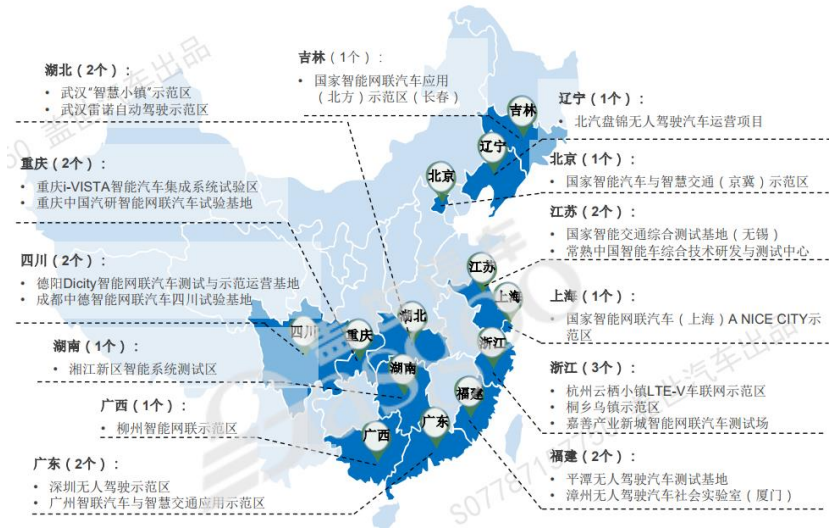 吉林（1个）：
• 国家智能网联汽车应用
（北方）示范区（长春）
湖北（2个）：
• 武汉“智慧小镇”示范区
• 武汉雷诺自动驾驶示范区
辽宁（1个）：
• 北汽盘锦无人驾驶汽车运营项目
重庆（2个）：
• 重庆i-VISTA智能汽车集成系统试验区
• 重庆中国汽研智能网联汽车试验基地
北京（1个）：
• 国家智能汽车与智慧交通（京冀）示范区
江苏（2个）：
• 国家智能交通综合测试基地（无锡）
• 常熟中国智能车综合技术研发与测试中心
四川（2个）：
• 德阳Dicity智能网联汽车测试与示范运营基地
• 成都中德智能网联汽车四川试验基地
上海（1个）：
• 国家智能网联汽车（上海）A NICE CITY示
范区
湖南（1个）：
• 湘江新区智能系统测试区
浙江（3个）：
• 杭州云栖小镇LTE-V车联网示范区
• 桐乡乌镇示范区
• 嘉善产业新城智能网联汽车测试场
广西（1个）：
• 柳州智能网联示范区
广东（2个）：
• 深圳无人驾驶示范区
• 广州智联汽车与智慧交通应用示范区
福建（2个）：
• 平潭无人驾驶汽车测试基地
• 漳州无人驾驶汽车社会实验室（厦门）
吉林
辽宁
北京
江苏
上海
浙江
湖北
四川
重庆
湖南
福建
广西
广东
盖世汽车出品
盖世汽车出品